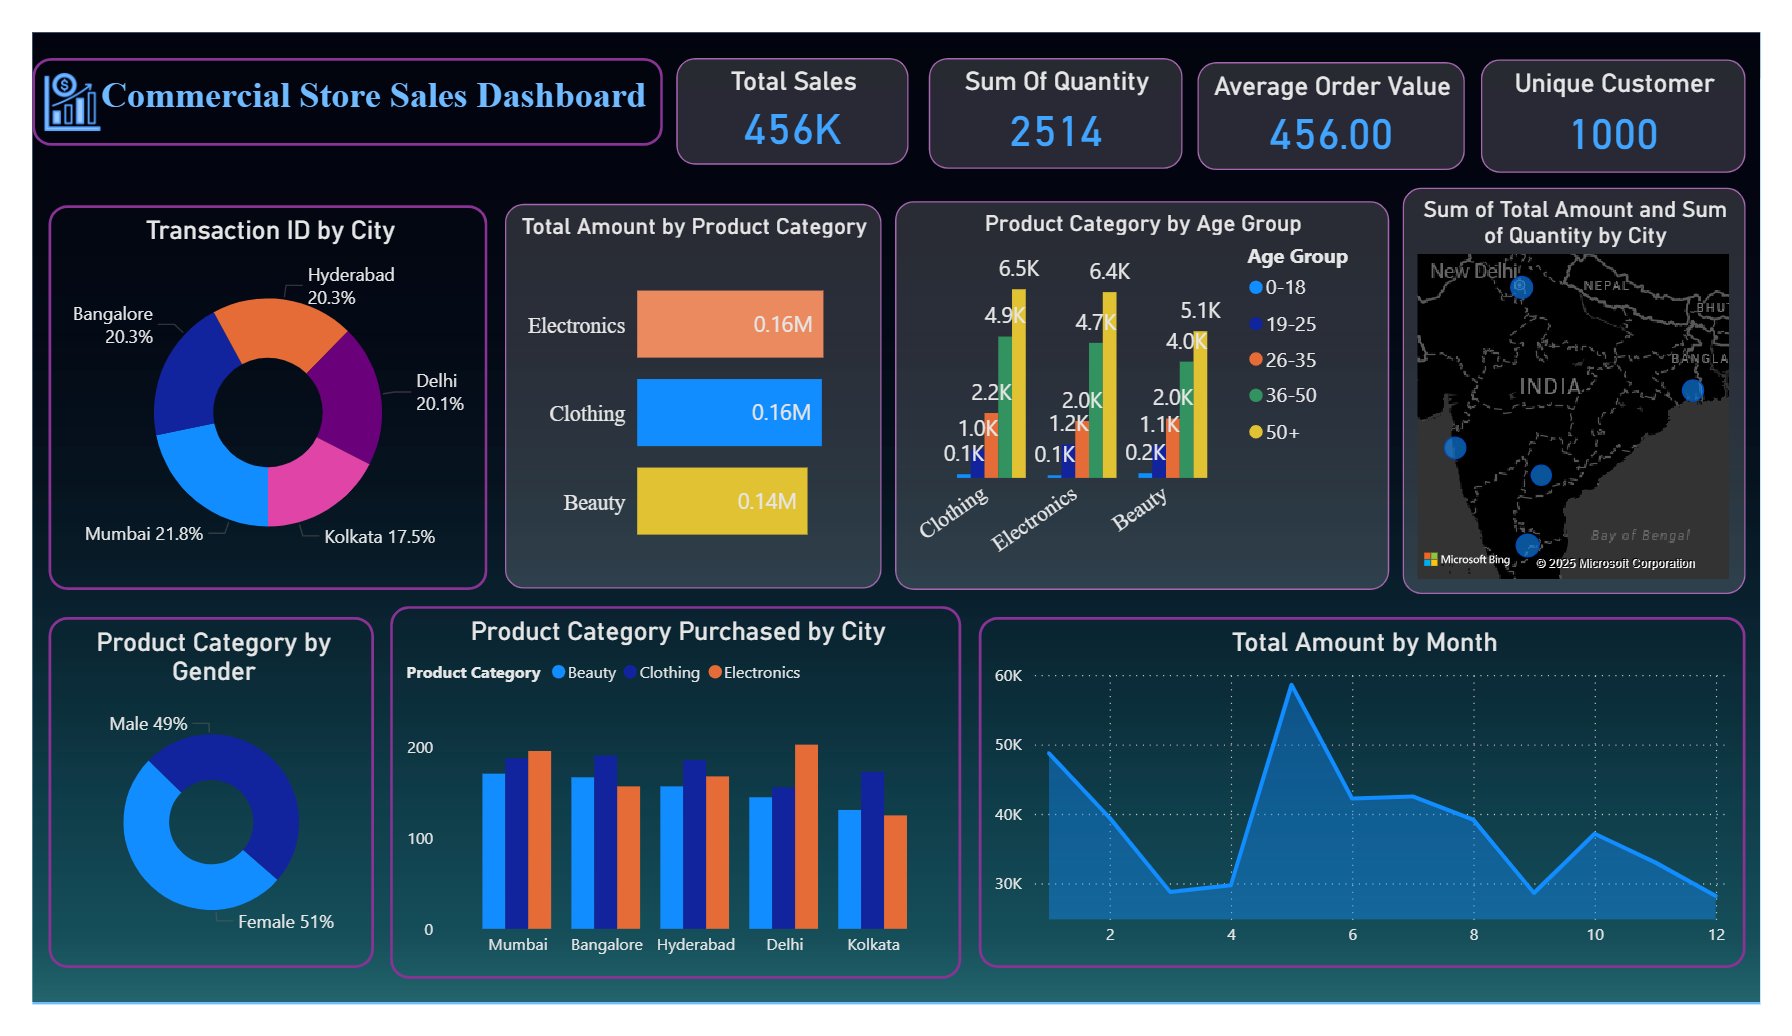 Commercial Store Sales Dashboard
Total Sales
456K
Sum Of Quantity
2514
Average Order Value
456.00
Unique Customer
1000
Transaction ID by City
Hyderabad
20.3%
Bangalore
20.3%
Delhi
20.1%
Mumbai 21.8%
Kolkata 17.5%
Total Amount by Product Category
Electronics
0.16M
Clothing
0.16M
Beauty
0.14M
Product Category by Age Group
Age Group
0-18
19-25
26-35
36-50
50+
0.1K
1.0K
2.2K
4.9K
6.5K
0.1K
1.2K
2.0K
4.7K
6.4K
0.2K
1.1K
2.0K
4.0K
5.1K
Clothing
Electronics
Beauty
Sum of Total Amount and Sum
of Quantity by City
New Delhi
NEPAL
BHU
BANGLA
INDIA
Bay of Bengal
Microsoft Bing
© 2025 Microsoft Corporation
Product Category by
Gender
Male 49%
Female 51%
Product Category Purchased by City
Product Category Beauty Clothing Electronics
200
100
0
Mumbai Bangalore Hyderabad Delhi Kolkata
Total Amount by Month
60K
50K
40K
30K
2 4 6 8 10 12